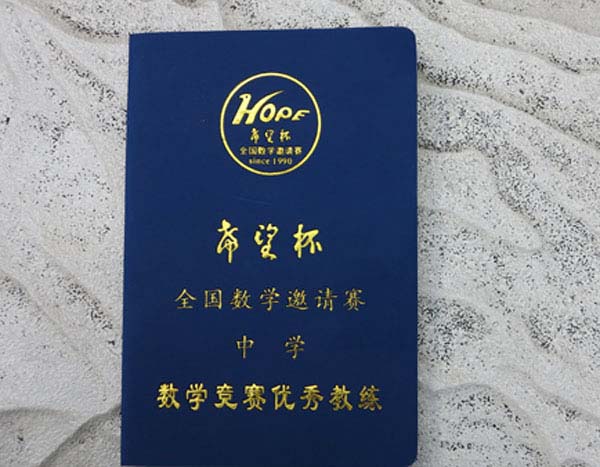 HOPE
希望杯
全国数学邀请赛
since 1990
希望杯
全国数学邀请赛
中学
数学竞赛优秀教练